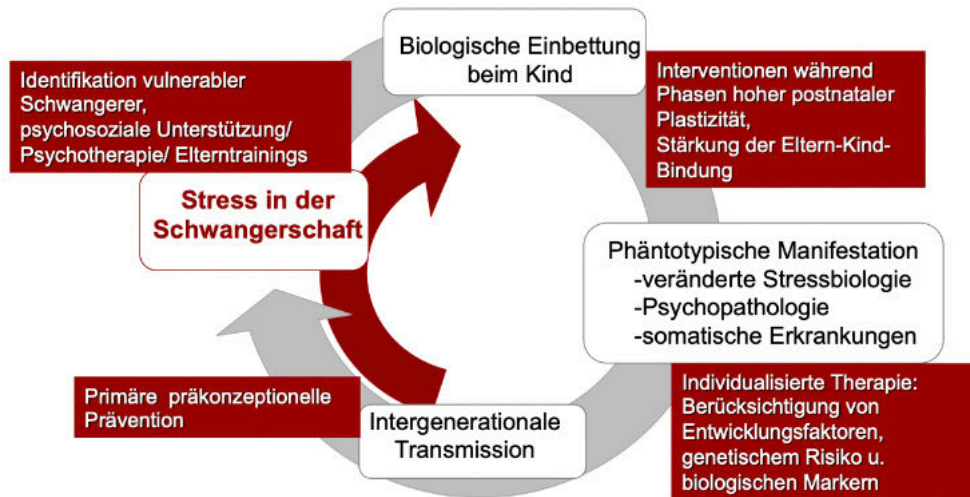 Biologische Einbettung
beim Kind
Identifikation vulnerabler
Schwangerer,
psychosoziale Unterstützung/
Psychotherapie/ Elterntrainings
Interventionen während
Phasen hoher postnataler
Plastizität,
Stärkung der Eltern-Kind-
Bindung
Stress in der
Schwangerschaft
Phäntotypische Manifestation
-veränderte Stressbiologie
-Psychopathologie
-somatische Erkrankungen
Primäre präkonzeptionelle
Prävention
Intergenerationale
Transmission
Individualisierte Therapie:
Berücksichtigung von
Entwicklungsfaktoren,
genetischem Risiko u.
biologischen Markern